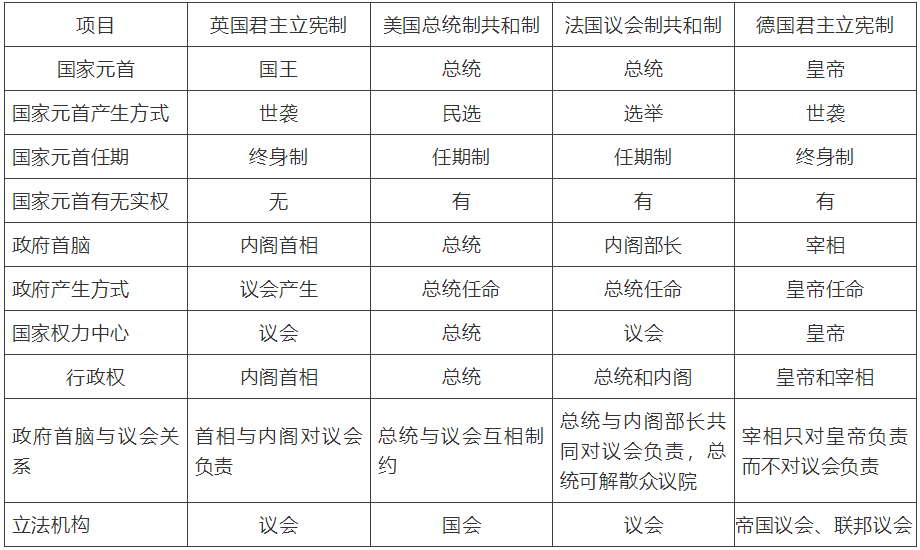 项目 英国君主立宪制 美国总统制共和制 法国议会制共和制 德国君主立宪制
国家元首 国王 总统 总统 皇帝
国家元首产生方式 世袭 民选 选举 世袭
国家元首任期 终身制 任期制 任期制 终身制
国家元首有无实权 无 有 有 有
政府首脑 内阁首相 总统 内阁部长 宰相
政府产生方式 议会产生 总统任命 总统任命 皇帝任命
国家权力中心 议会 总统 议会 皇帝
行政权 内阁首相 总统 总统和内阁 皇帝和宰相
政府首脑与议会关
系
首相与内阁对议会
负责
总统与议会互相制
约
总统与内阁部长共
同对议会负责，总
统可解散众议院
宰相只对皇帝负责
而不对议会负责
立法机构 议会 国会 议会 帝国议会、联邦议会